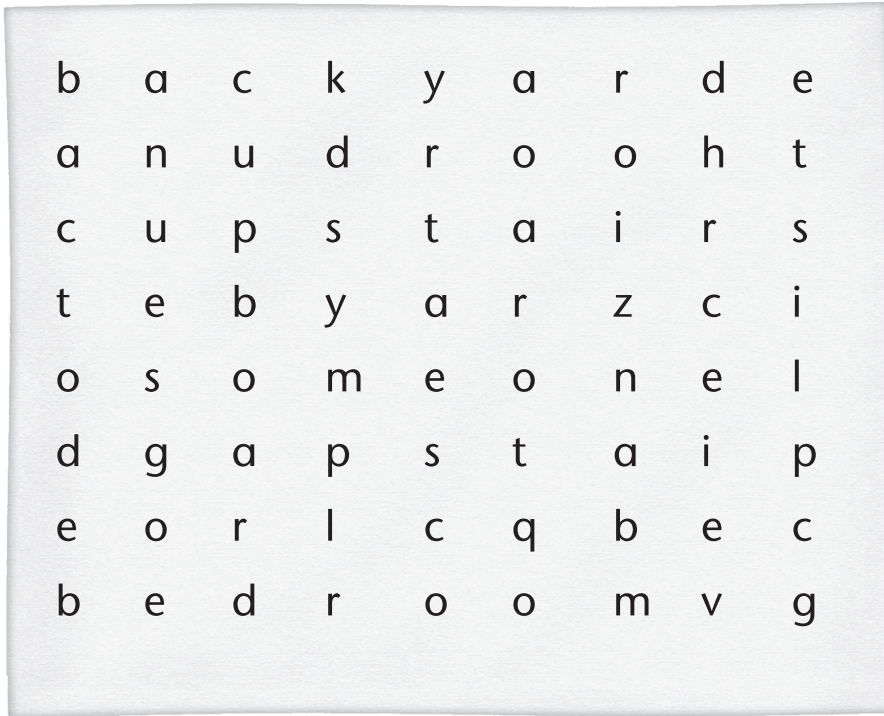 b a c k y a r d e
a n u d r o o h t
c u p s t a i r s
t e b y a r z c i
o s o m e o n e l
d g a p s t a i p
e o r l c q b e c
b e d r o o m v g